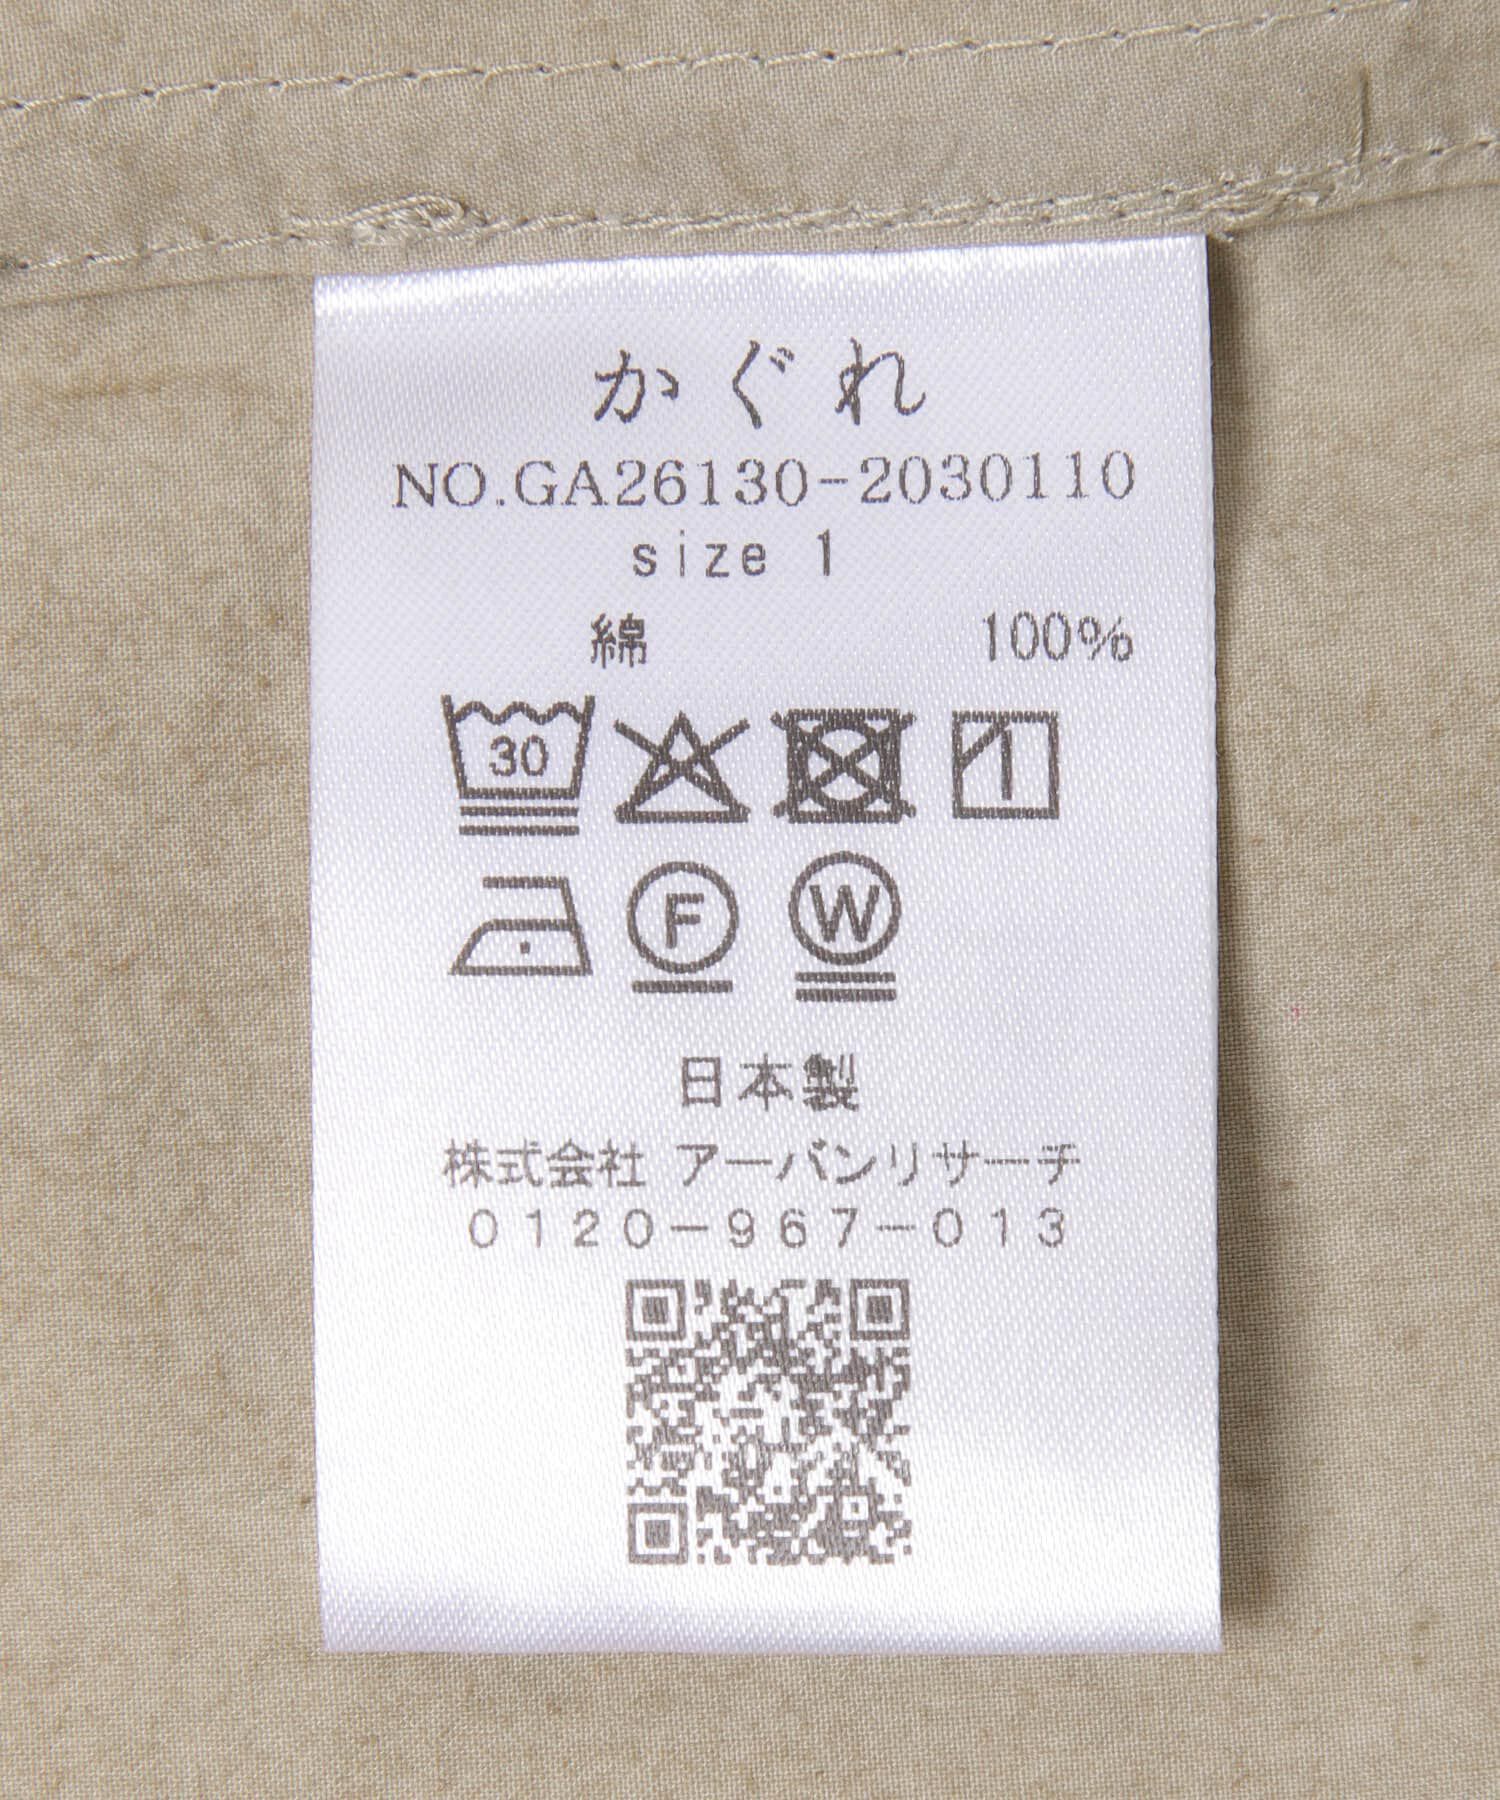 かぐれ
NO.GA26130-2030110
size 1
綿 100%
30
F W
日本製
株式会社 アーバンリサーチ
0120-967-013